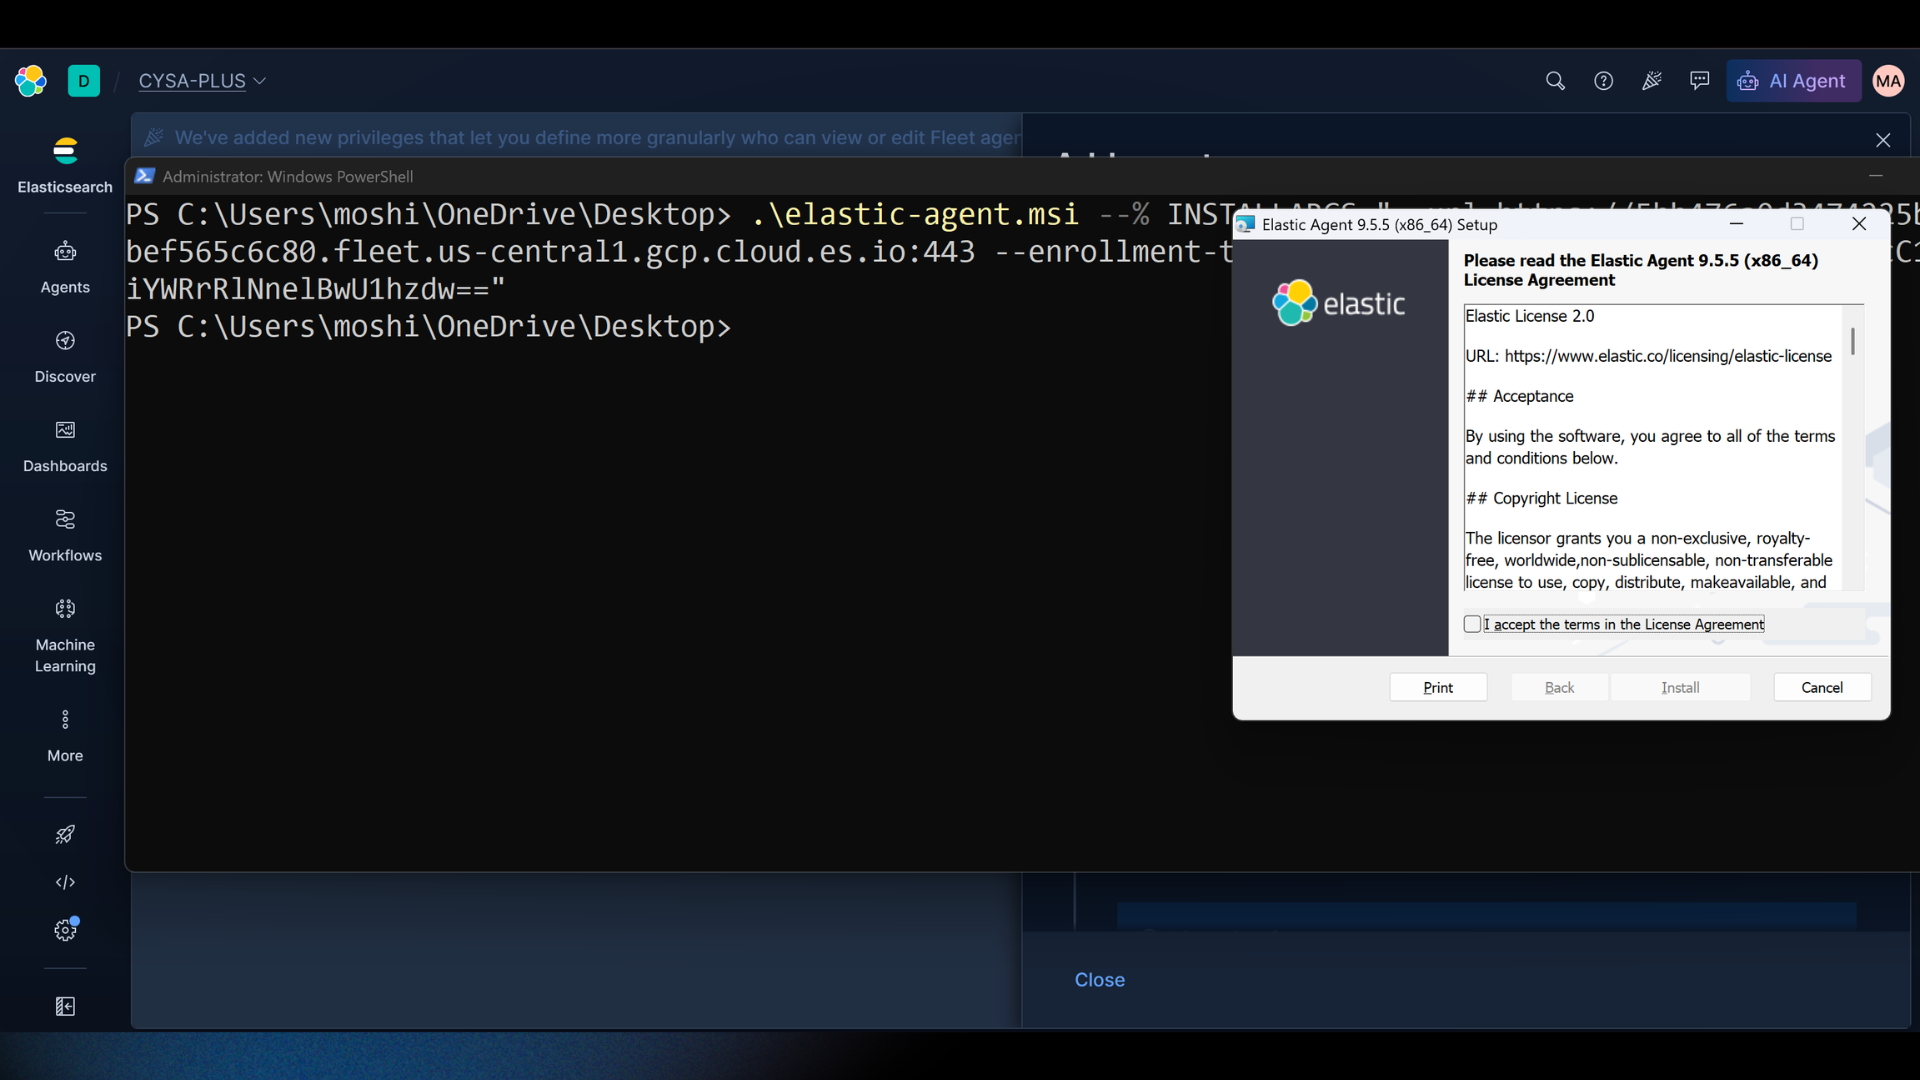 D
CYSA-PLUS
AI Agent
MA
We've added new privileges that let you define more granularly who can view or edit Fleet
Elasticsearch
Agents
Discover
Dashboards
Workflows
Machine
Learning
More
Administrator: Windows PowerShell
PS C:\Users\moshi\OneDrive\Desktop> .\elastic-agent.msi --%
bef565c6c80.fleet.us-central1.gcp.cloud.es.io:443
iYWRrRlNnelBwU1hzdw=="
PS C:\Users\moshi\OneDrive\Desktop>
Elastic Agent 9.5.5 (x86_64) Setup
elastic
Please read the Elastic Agent 9.5.5 (x86_64)
License Agreement
Elastic License 2.0
URL: https://www.elastic.co/licensing/elastic-license
## Acceptance
By using the software, you agree to all of the terms
and conditions below.
## Copyright License
The licensor grants you a non-exclusive, royalty-
free, worldwide,non-sublicensable, non-transferable
license to use, copy, distribute, makeavailable, and
I accept the terms in the License Agreement
Print
Back
Install
Cancel
Close